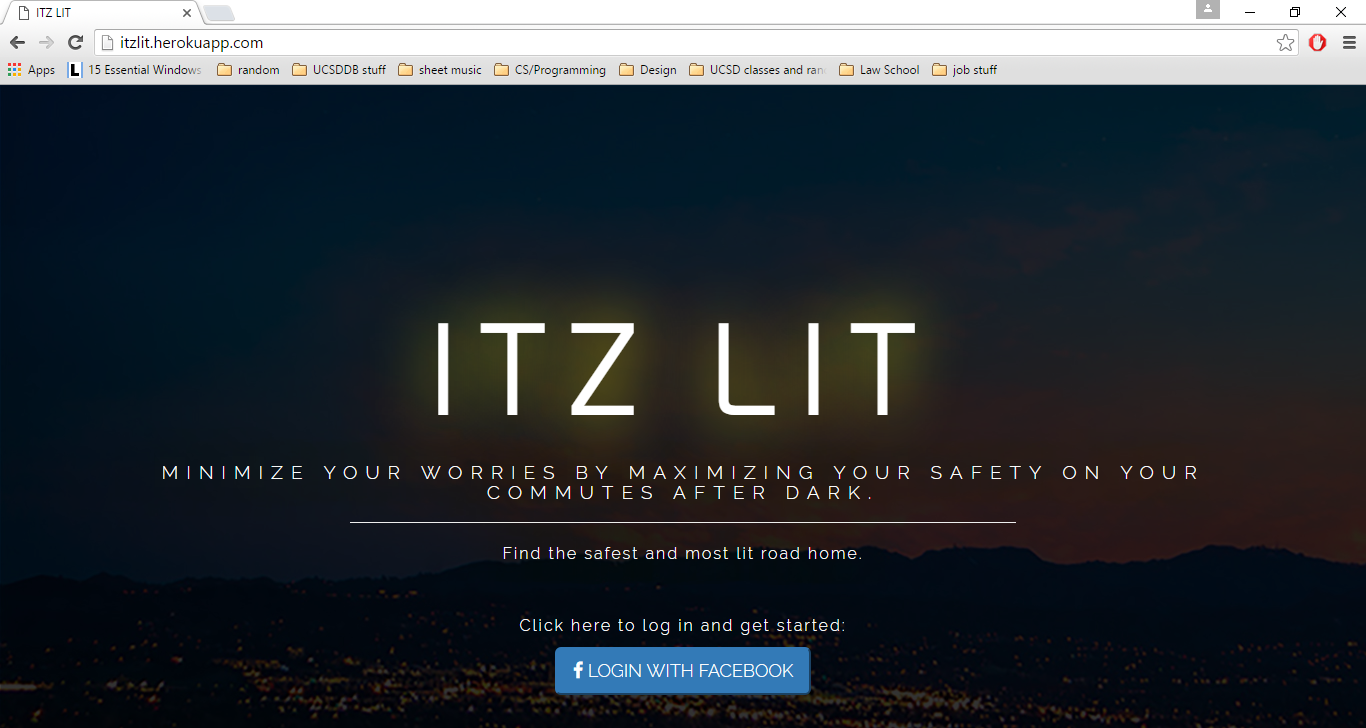 ITZ LIT
itzlit.herokuapp.com
Apps 15 Essential Windows random UCSDDB stuff sheet music CS/Programming Design UCSD classes and ran Law School job stuff
ITZ LIT
MINIMIZE YOUR WORRIES BY MAXIMIZING YOUR SAFETY ON YOUR
COMMUTES AFTER DARK.
Find the safest and most lit road home.
Click here to log in and get started:
LOGIN WITH FACEBOOK